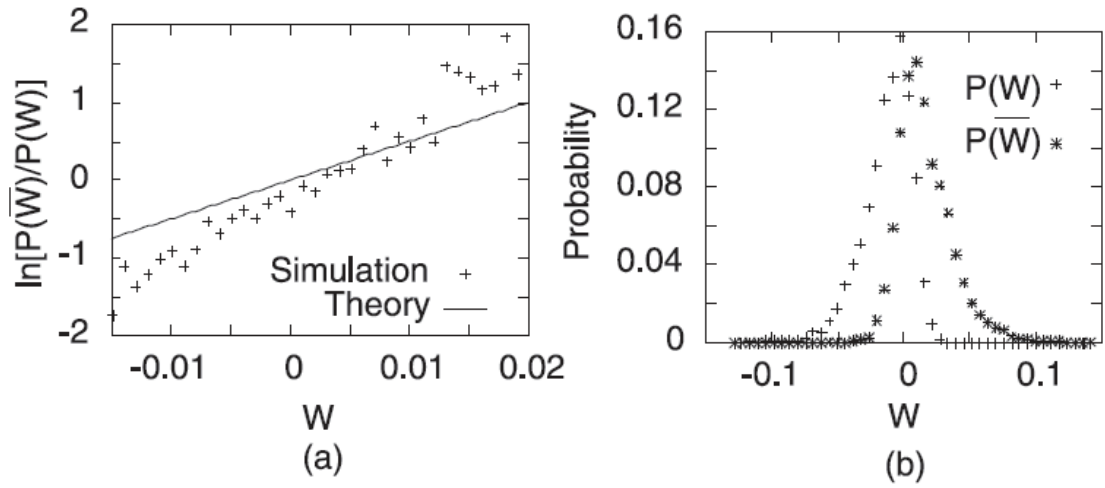 2
1
0
-1
-2
ln[P(W̅)/P(W)]
Simulation +
Theory
-0.01
0
0.01
0.02
W
(a)
0.16
0.12
0.08
0.04
0
Probability
P(W) +
P(W̅) ∗
-0.1
0
0.1
W
(b)